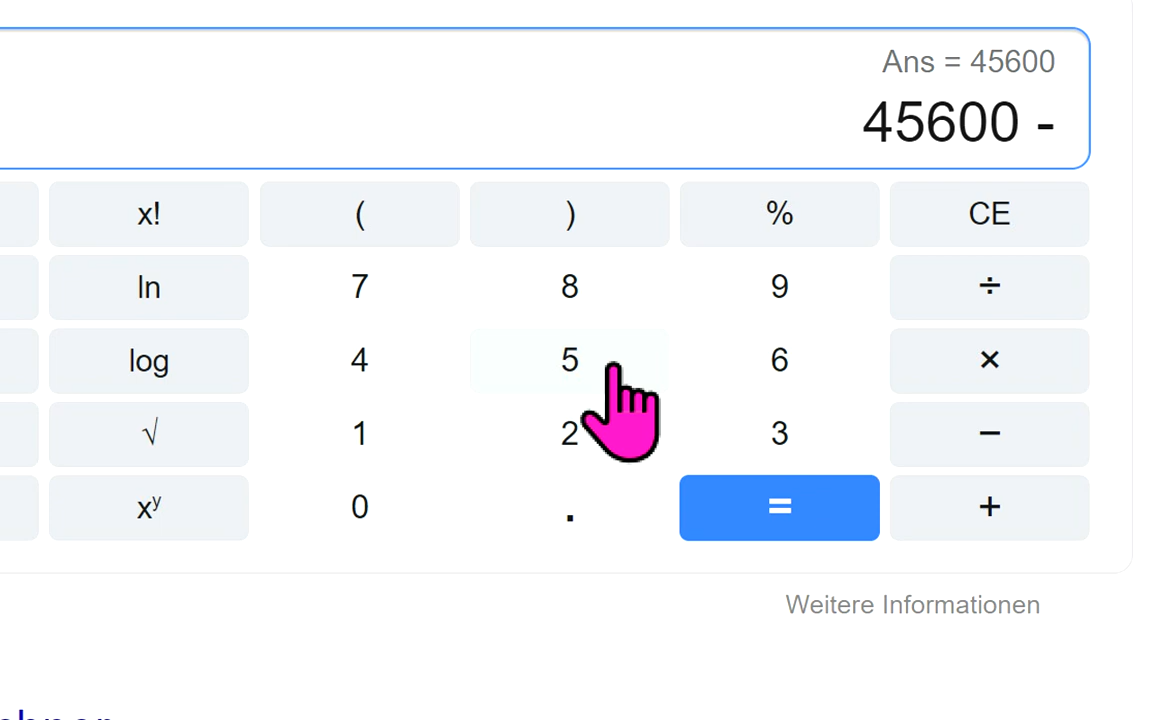 Ans = 45600
45600 -
x! ( ) % CE
ln 7 8 9 ÷
log 4 5 6 ×
√ 1 2 3 −
xʸ 0 . = +
Weitere Informationen